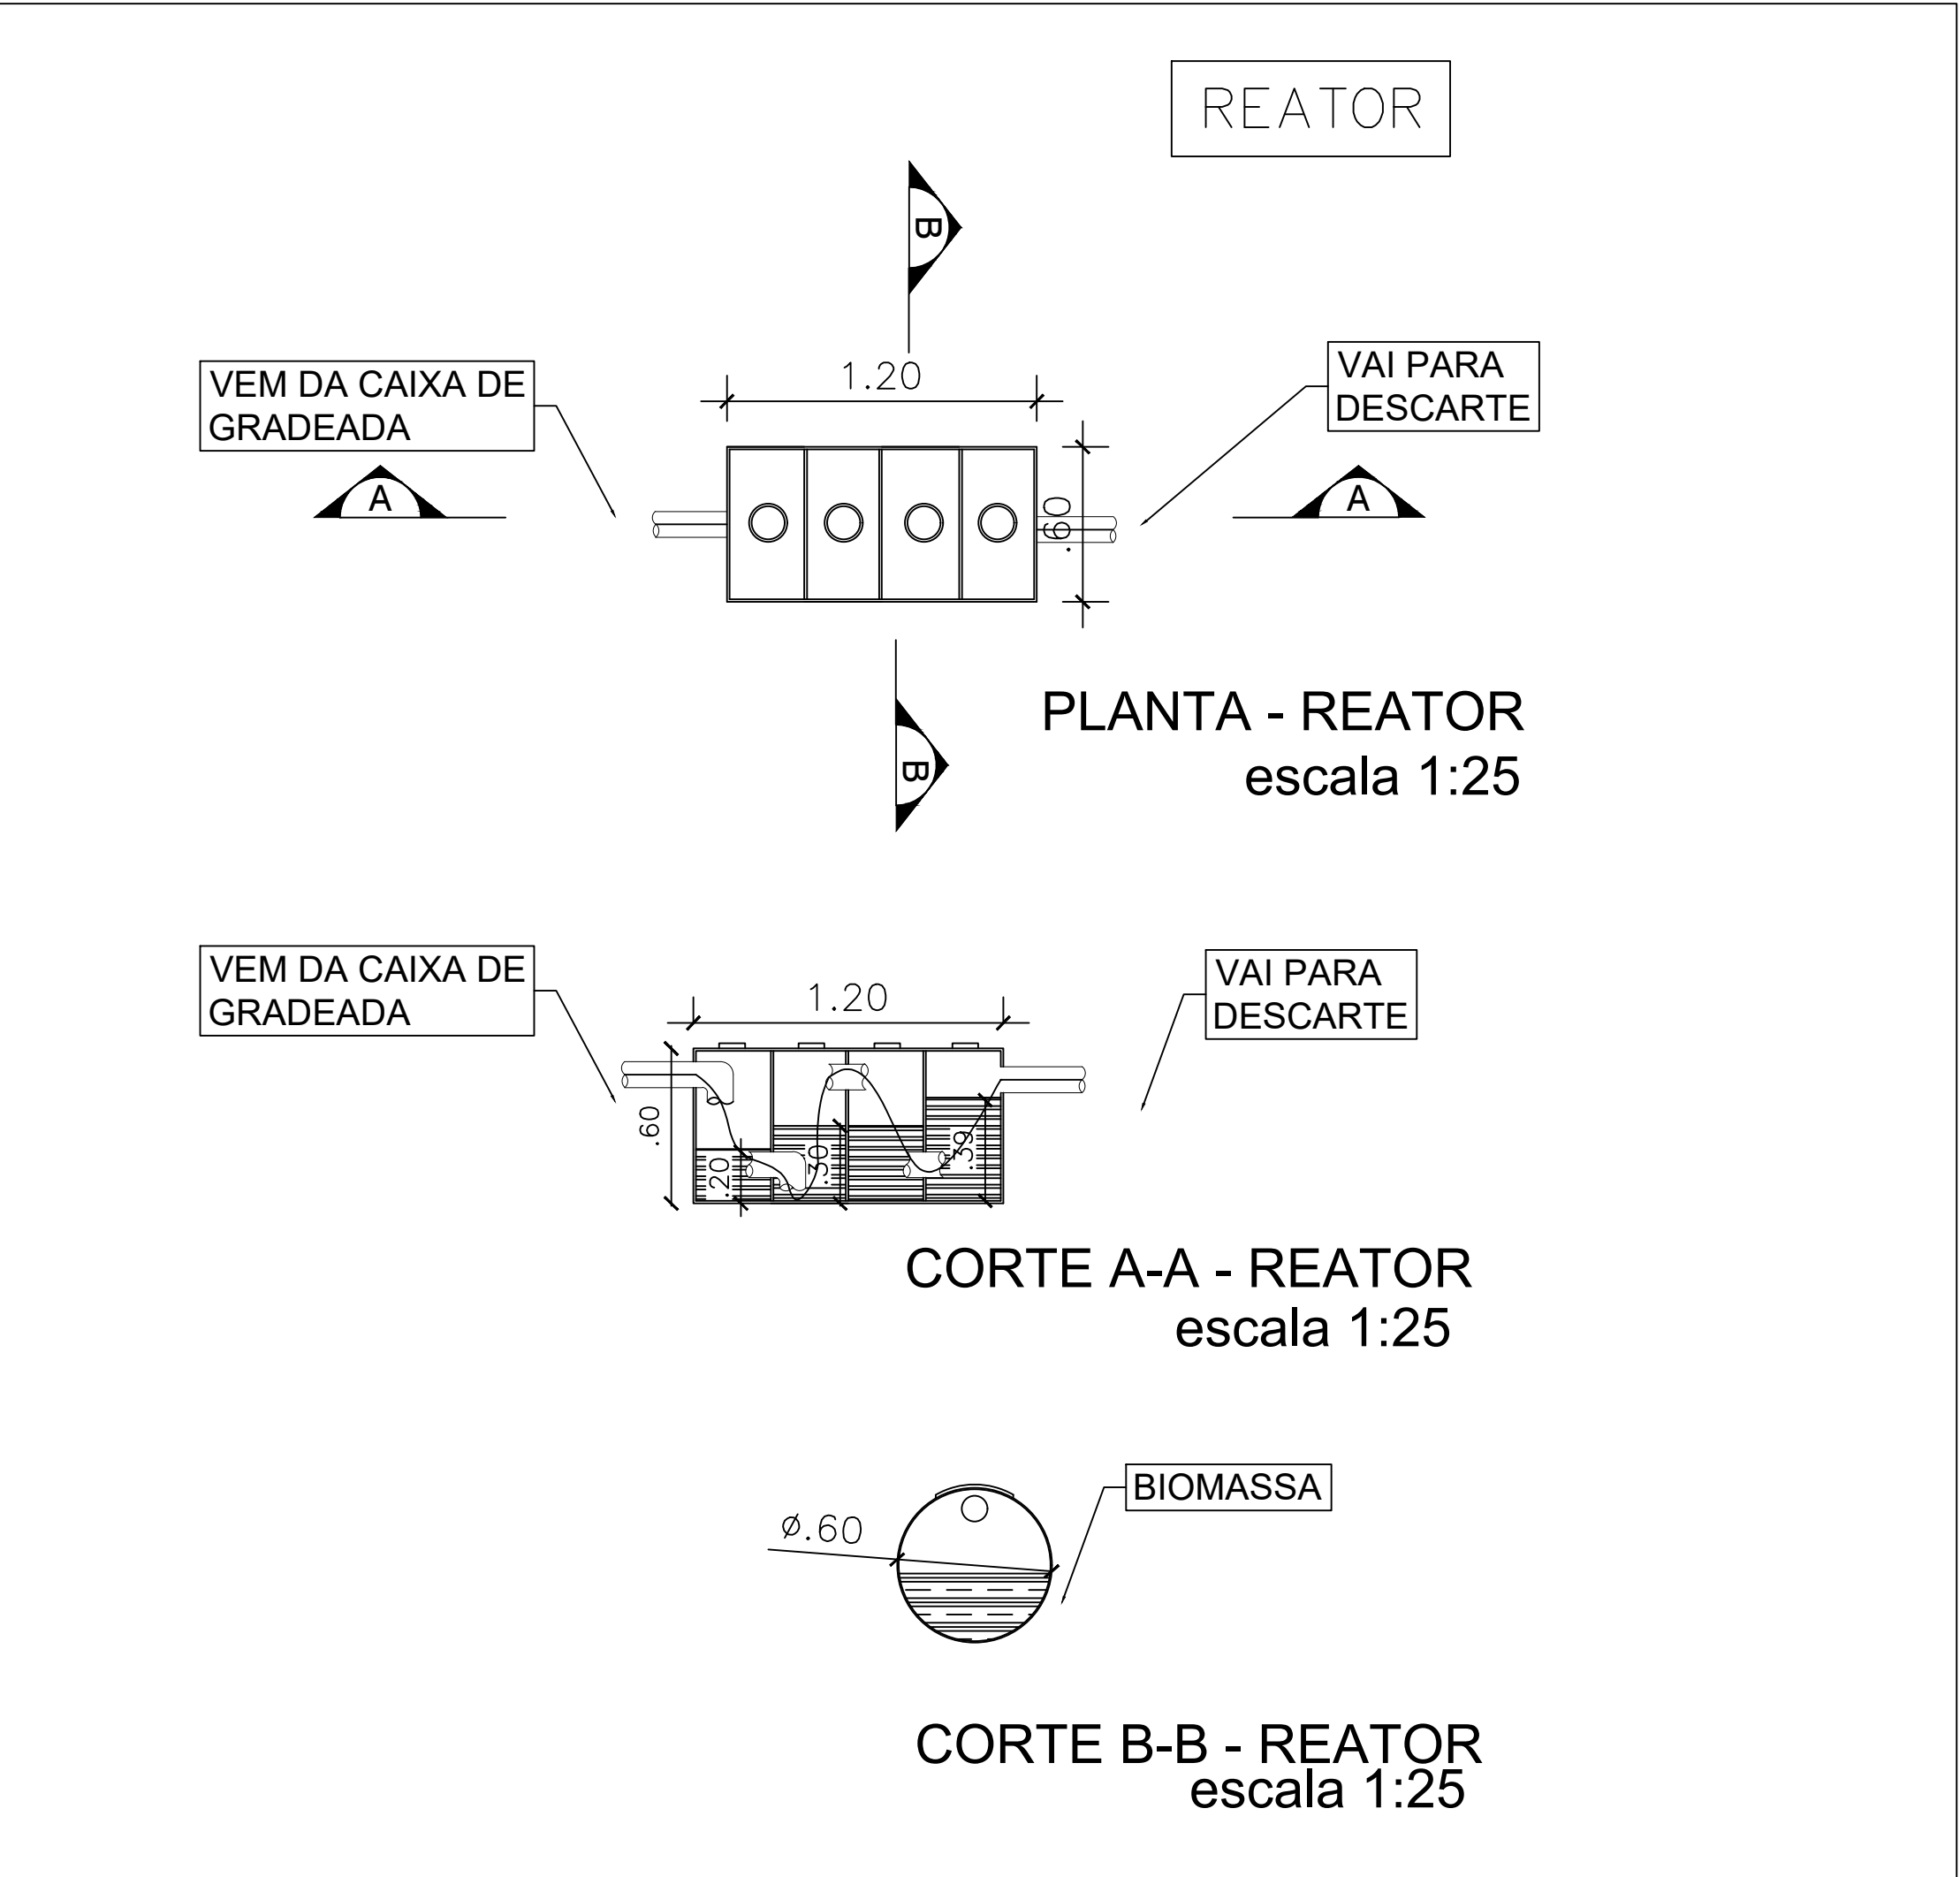 REATOR
B
1.20
VEM DA CAIXA DE
GRADEADA
VAI PARA
DESCARTE
A
A
.60
B
PLANTA - REATOR
escala 1:25
VEM DA CAIXA DE
GRADEADA
VAI PARA
DESCARTE
1.20
.60
.20
.30
.39
CORTE A-A - REATOR
escala 1:25
BIOMASSA
ø.60
CORTE B-B - REATOR
escala 1:25